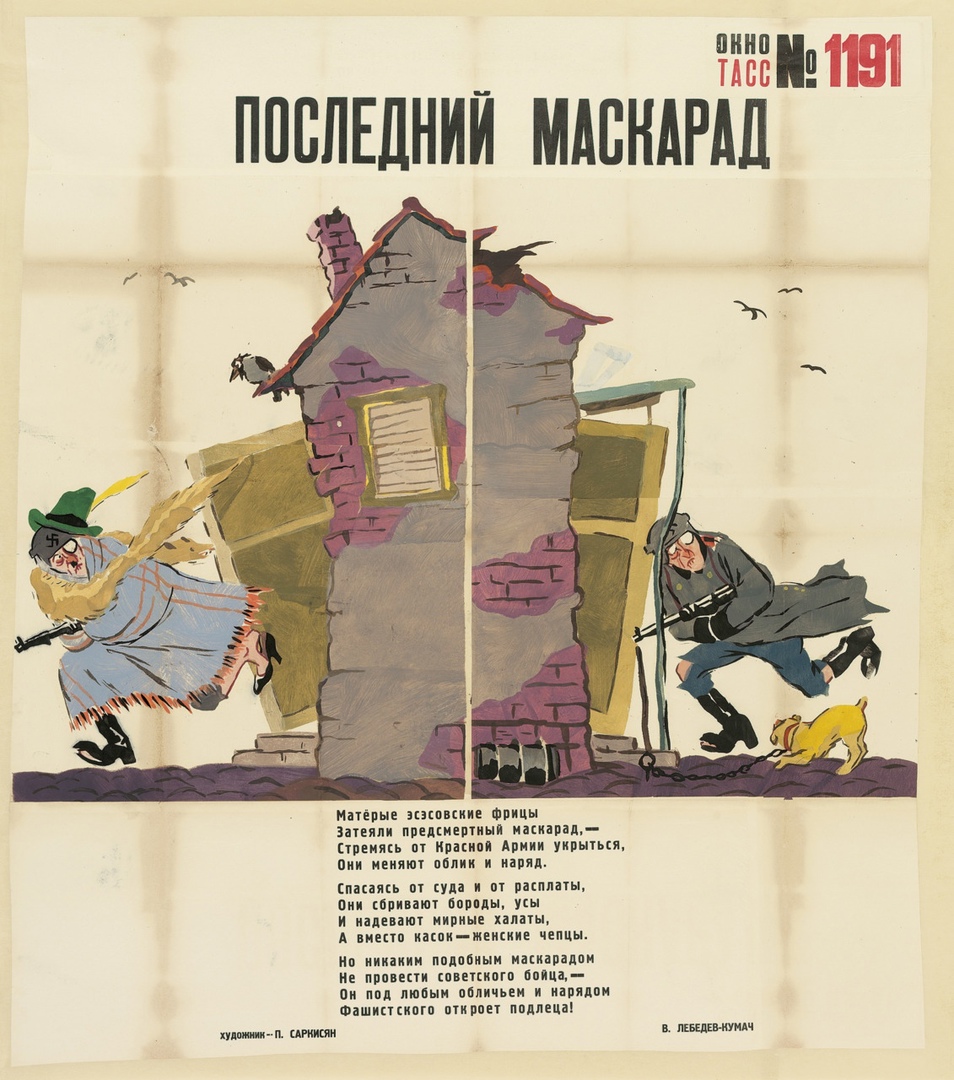 ОКНО
ТАСС № 1191
ПОСЛЕДНИЙ МАСКАРАД
Матёрые эсэсовские фрицы
Затеяли предсмертный маскарад,—
Стремясь от Красной Армии укрыться,
Они меняют облик и наряд.
Спасаясь от суда и от расплаты,
Они сбривают бороды, усы
И надевают мирные халаты,
А вместо касок—женские чепцы.
Но никаким подобным маскарадом
Не провести советского бойца,—
Он под любым обличьем и нарядом
Фашистского откроет подлеца!
художник-- П. САРКИСЯН
В. ЛЕБЕДЕВ-КУМАЧ